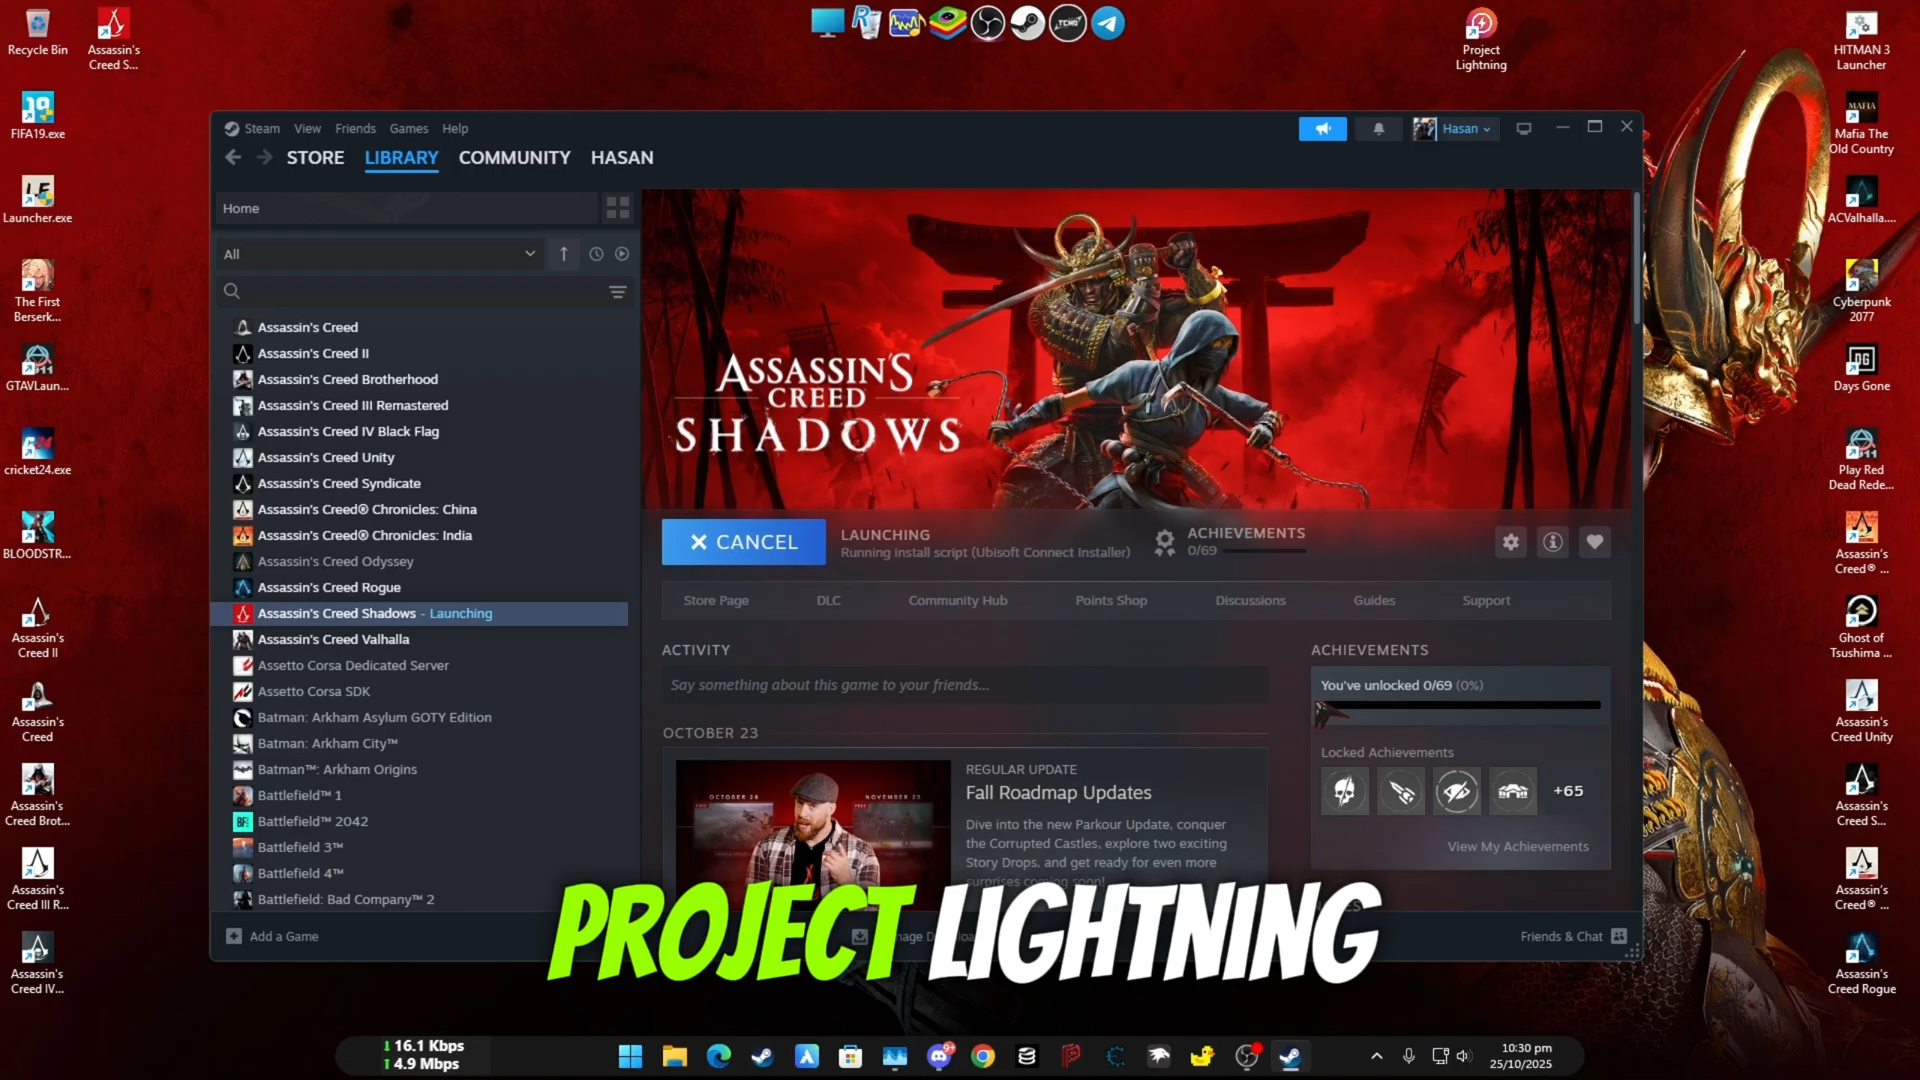 Recycle Bin
Assassin's
Creed S...
FIFA19.exe
Launcher.exe
The First
Berserk...
GTAVLaun...
cricket24.exe
BLOODSTR...
Assassin's
Creed II
Assassin's
Creed
Assassin's
Creed Brot...
Assassin's
Creed III R...
Assassin's
Creed IV...
TCNO
Project
Lightning
HITMAN 3
Launcher
MAFIA
Mafia The
Old Country
ACValhalla....
Cyberpunk
2077
DG
Days Gone
Play Red
Dead Rede...
Assassin's
Creed® ...
Ghost of
Tsushima ...
Assassin's
Creed Unity
Assassin's
Creed S...
Assassin's
Creed® ...
Assassin's
Creed Rogue
Steam View Friends Games Help
Hasan
STORE LIBRARY COMMUNITY HASAN
Home
All
Assassin's Creed
Assassin's Creed II
Assassin's Creed Brotherhood
Assassin's Creed III Remastered
Assassin's Creed IV Black Flag
Assassin's Creed Unity
Assassin's Creed Syndicate
Assassin's Creed® Chronicles: China
Assassin's Creed® Chronicles: India
Assassin's Creed Odyssey
Assassin's Creed Rogue
Assassin's Creed Shadows - Launching
Assassin's Creed Valhalla
Assetto Corsa Dedicated Server
Assetto Corsa SDK
Batman: Arkham Asylum GOTY Edition
Batman: Arkham City™
Batman™: Arkham Origins
Battlefield™ 1
Battlefield™ 2042
Battlefield 3™
Battlefield 4™
Battlefield: Bad Company™ 2
Add a Game
ASSASSIN'S
CREED
SHADOWS
CANCEL
LAUNCHING
Running install script (Ubisoft Connect Installer)
ACHIEVEMENTS
0/69
Store Page DLC Community Hub Points Shop Discussions Guides Support
ACTIVITY
Say something about this game to your friends...
OCTOBER 23
OCTOBER 28
NOVEMBER 25
REGULAR UPDATE
Fall Roadmap Updates
Dive into the new Parkour Update, conquer
the Corrupted Castles, explore two exciting
Story Drops, and get ready for even more
surprises coming soon!
ACHIEVEMENTS
You've unlocked 0/69 (0%)
Locked Achievements
+65
View My Achievements
Friends & Chat
PROJECT LIGHTNING
16.1 Kbps
4.9 Mbps
9+
10:30 pm
25/10/2025